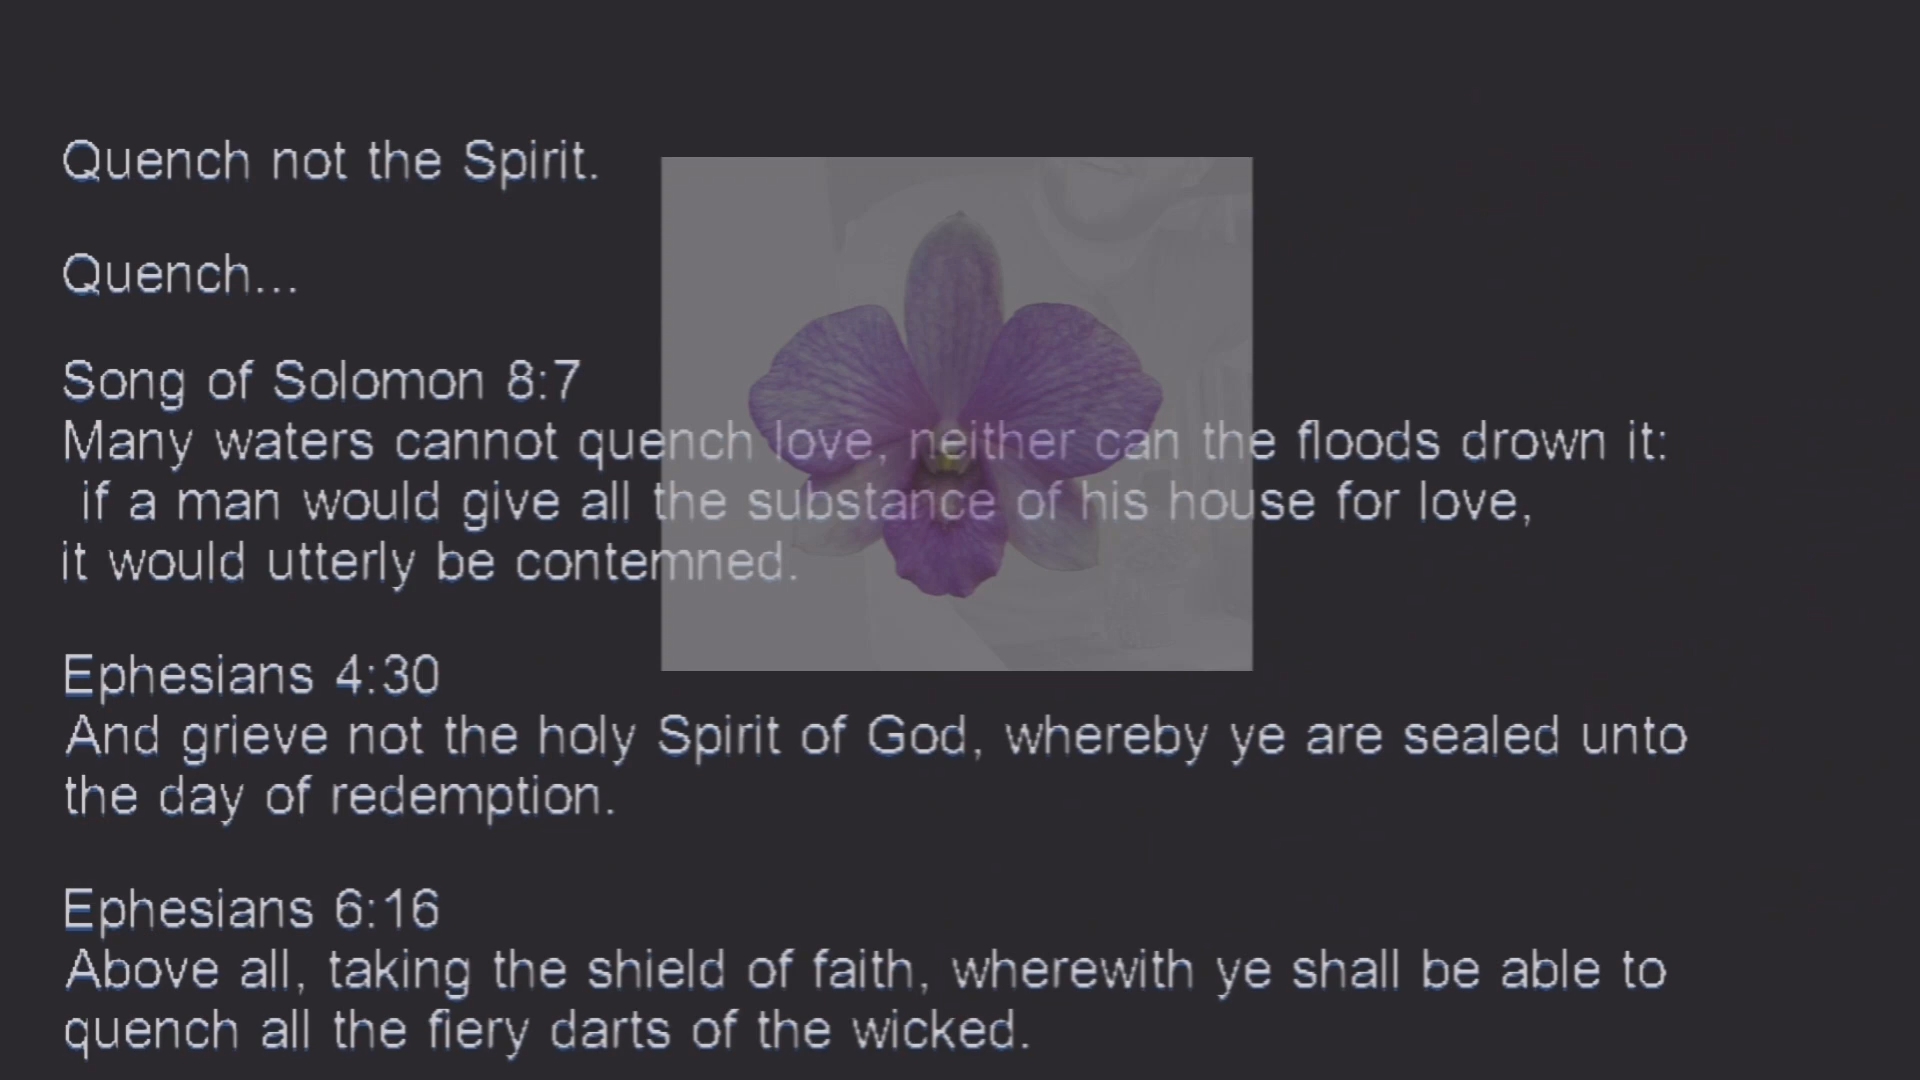 Quench not the Spirit.
Quench...
Song of Solomon 8:7
Many waters cannot quench love, neither can the floods drown it:
if a man would give all the substance of his house for love,
it would utterly be contemned.
Ephesians 4:30
And grieve not the holy Spirit of God, whereby ye are sealed unto
the day of redemption.
Ephesians 6:16
Above all, taking the shield of faith, wherewith ye shall be able to
quench all the fiery darts of the wicked.